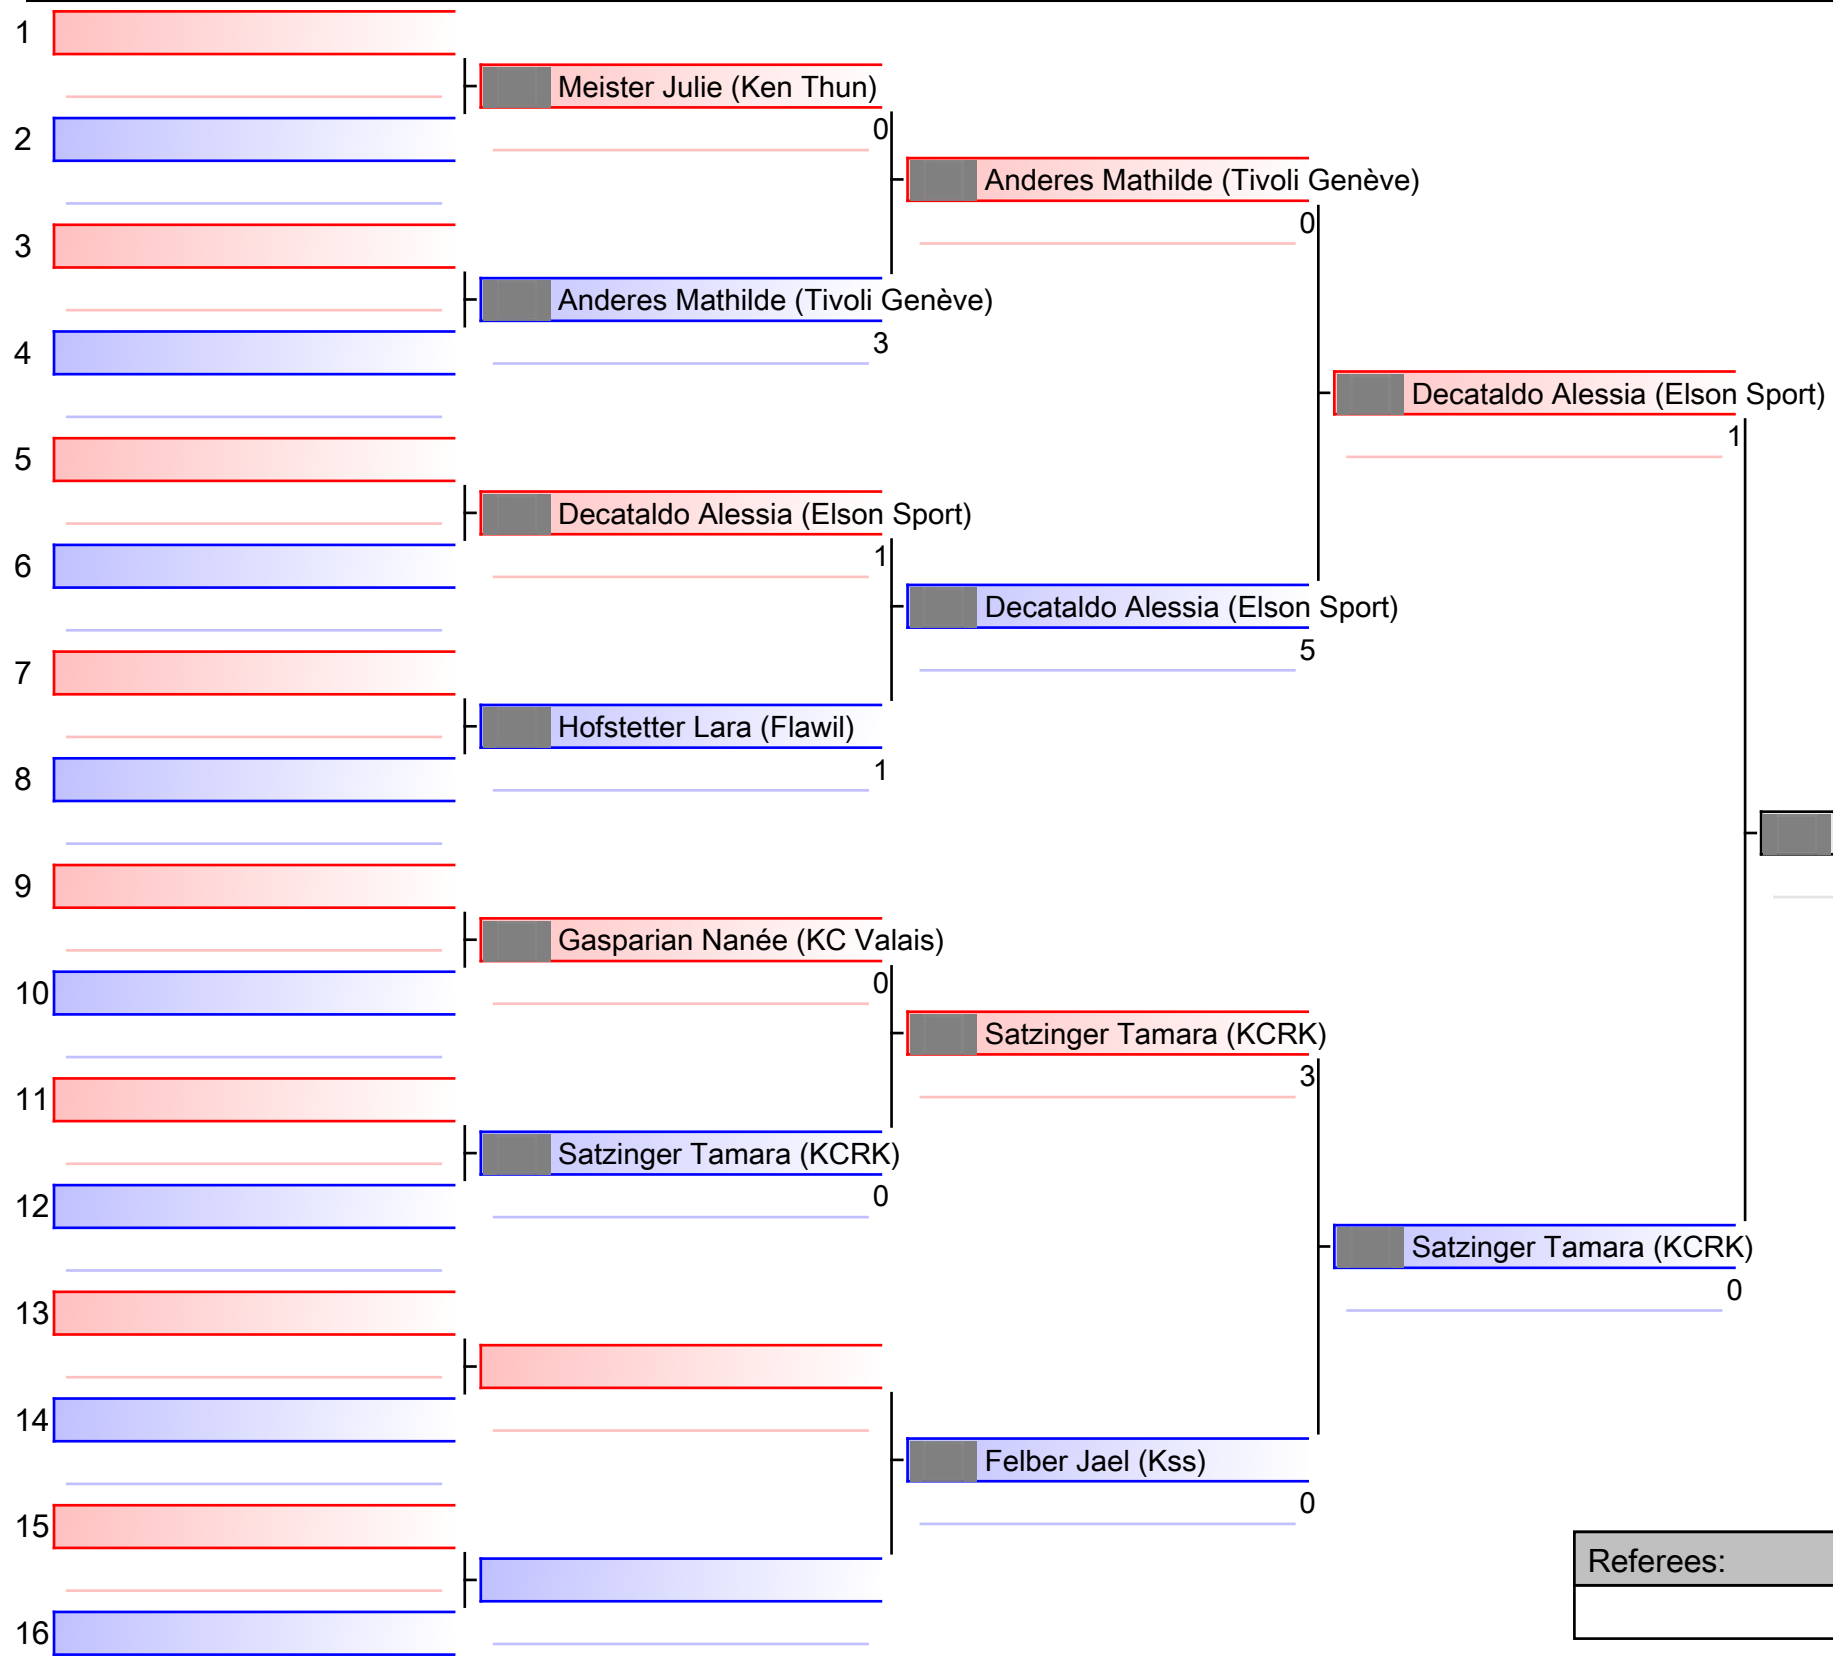 1
Meister Julie (Ken Thun)
0
2
Anderes Mathilde (Tivoli Genève)
0
3
Anderes Mathilde (Tivoli Genève)
3
4
Decataldo Alessia (Elson Sport)
1
5
Decataldo Alessia (Elson Sport)
1
6
Decataldo Alessia (Elson Sport)
5
7
Hofstetter Lara (Flawil)
1
8
9
Gasparian Nanée (KC Valais)
0
10
Satzinger Tamara (KCRK)
3
11
Satzinger Tamara (KCRK)
0
12
Satzinger Tamara (KCRK)
0
13
14
Felber Jael (Kss)
0
15
Referees:
16